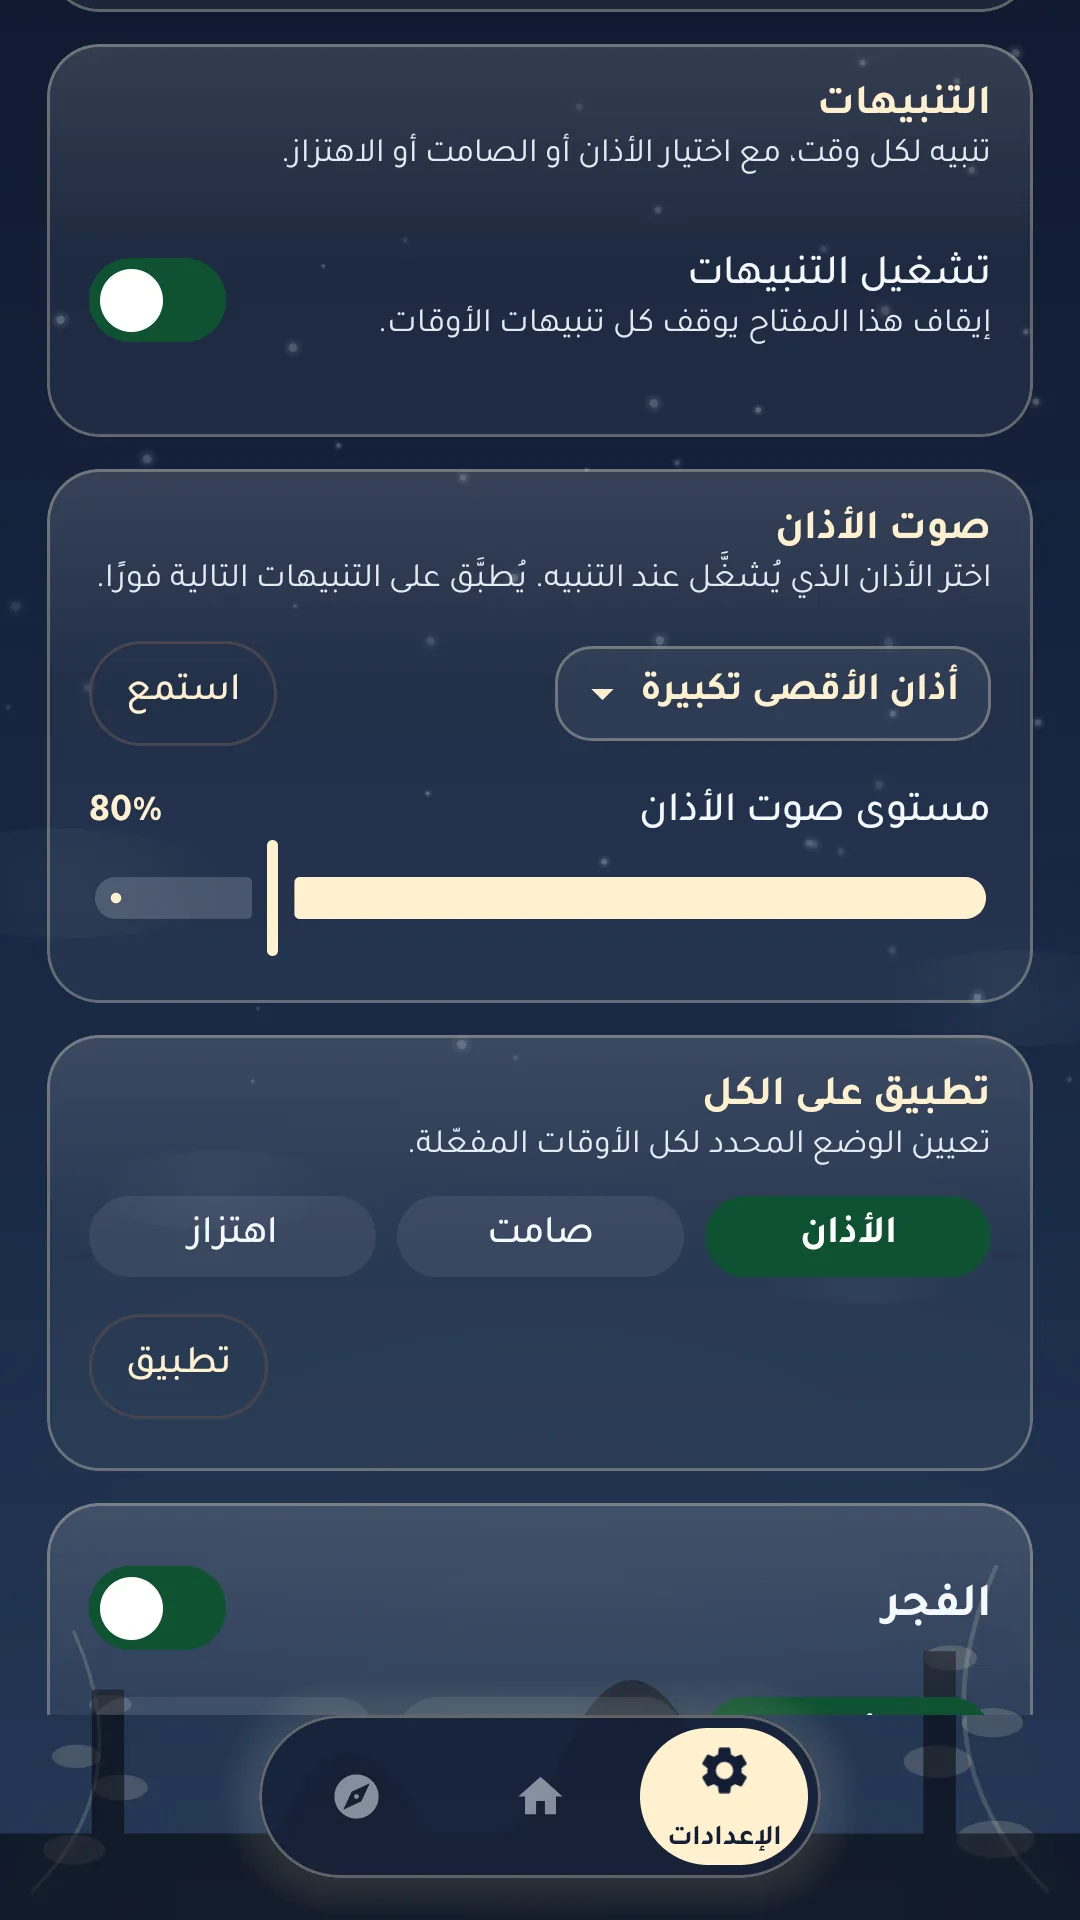 التنبيهات
تنبيه لكل وقت، مع اختيار الأذان أو الصامت أو الاهتزاز.
تشغيل التنبيهات
إيقاف هذا المفتاح يوقف كل تنبيهات الأوقات.
صوت الأذان
اختر الأذان الذي يُشغَّل عند التنبيه. يُطبَّق على التنبيهات التالية فورًا.
أذان الأقصى تكبيرة
استمع
مستوى صوت الأذان
80%
تطبيق على الكل
تعيين الوضع المحدد لكل الأوقات المفعّلة.
الأذان
صامت
اهتزاز
تطبيق
الفجر
الإعدادات